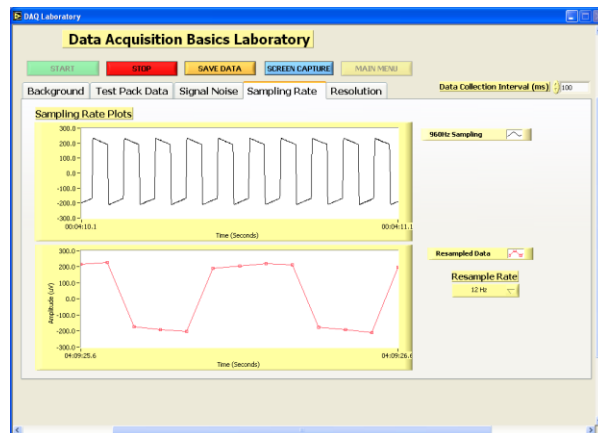 DAQ Laboratory
Data Acquisition Basics Laboratory
START STOP SAVE DATA SCREEN CAPTURE MAIN MENU
Background Test Pack Data Signal Noise Sampling Rate Resolution Data Collection Interval (ms) 100
Sampling Rate Plots
300.0
200.0
100.0
0.0
-100.0
-200.0
-300.0
00:04:10.1 00:04:11.1
Time (Seconds)
960Hz Sampling
Amplitude (uV)
300.0
200.0
100.0
0.0
-100.0
-200.0
-300.0
04:09:25.6 04:09:26.6
Time (Seconds)
Resampled Data
Resample Rate
12 Hz